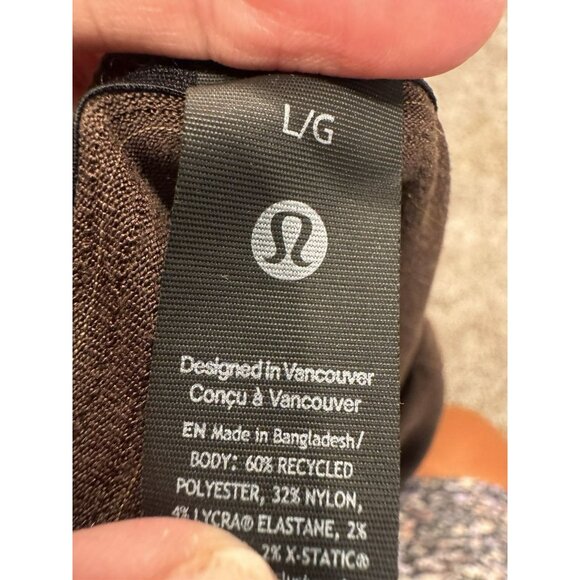 L/G
Designed in Vancouver
Conçu à Vancouver
EN Made in Bangladesh/
BODY: 60% RECYCLED
POLYESTER, 32% NYLON,
4% LYCRA® ELASTANE, 2%
2% X-STATIC®